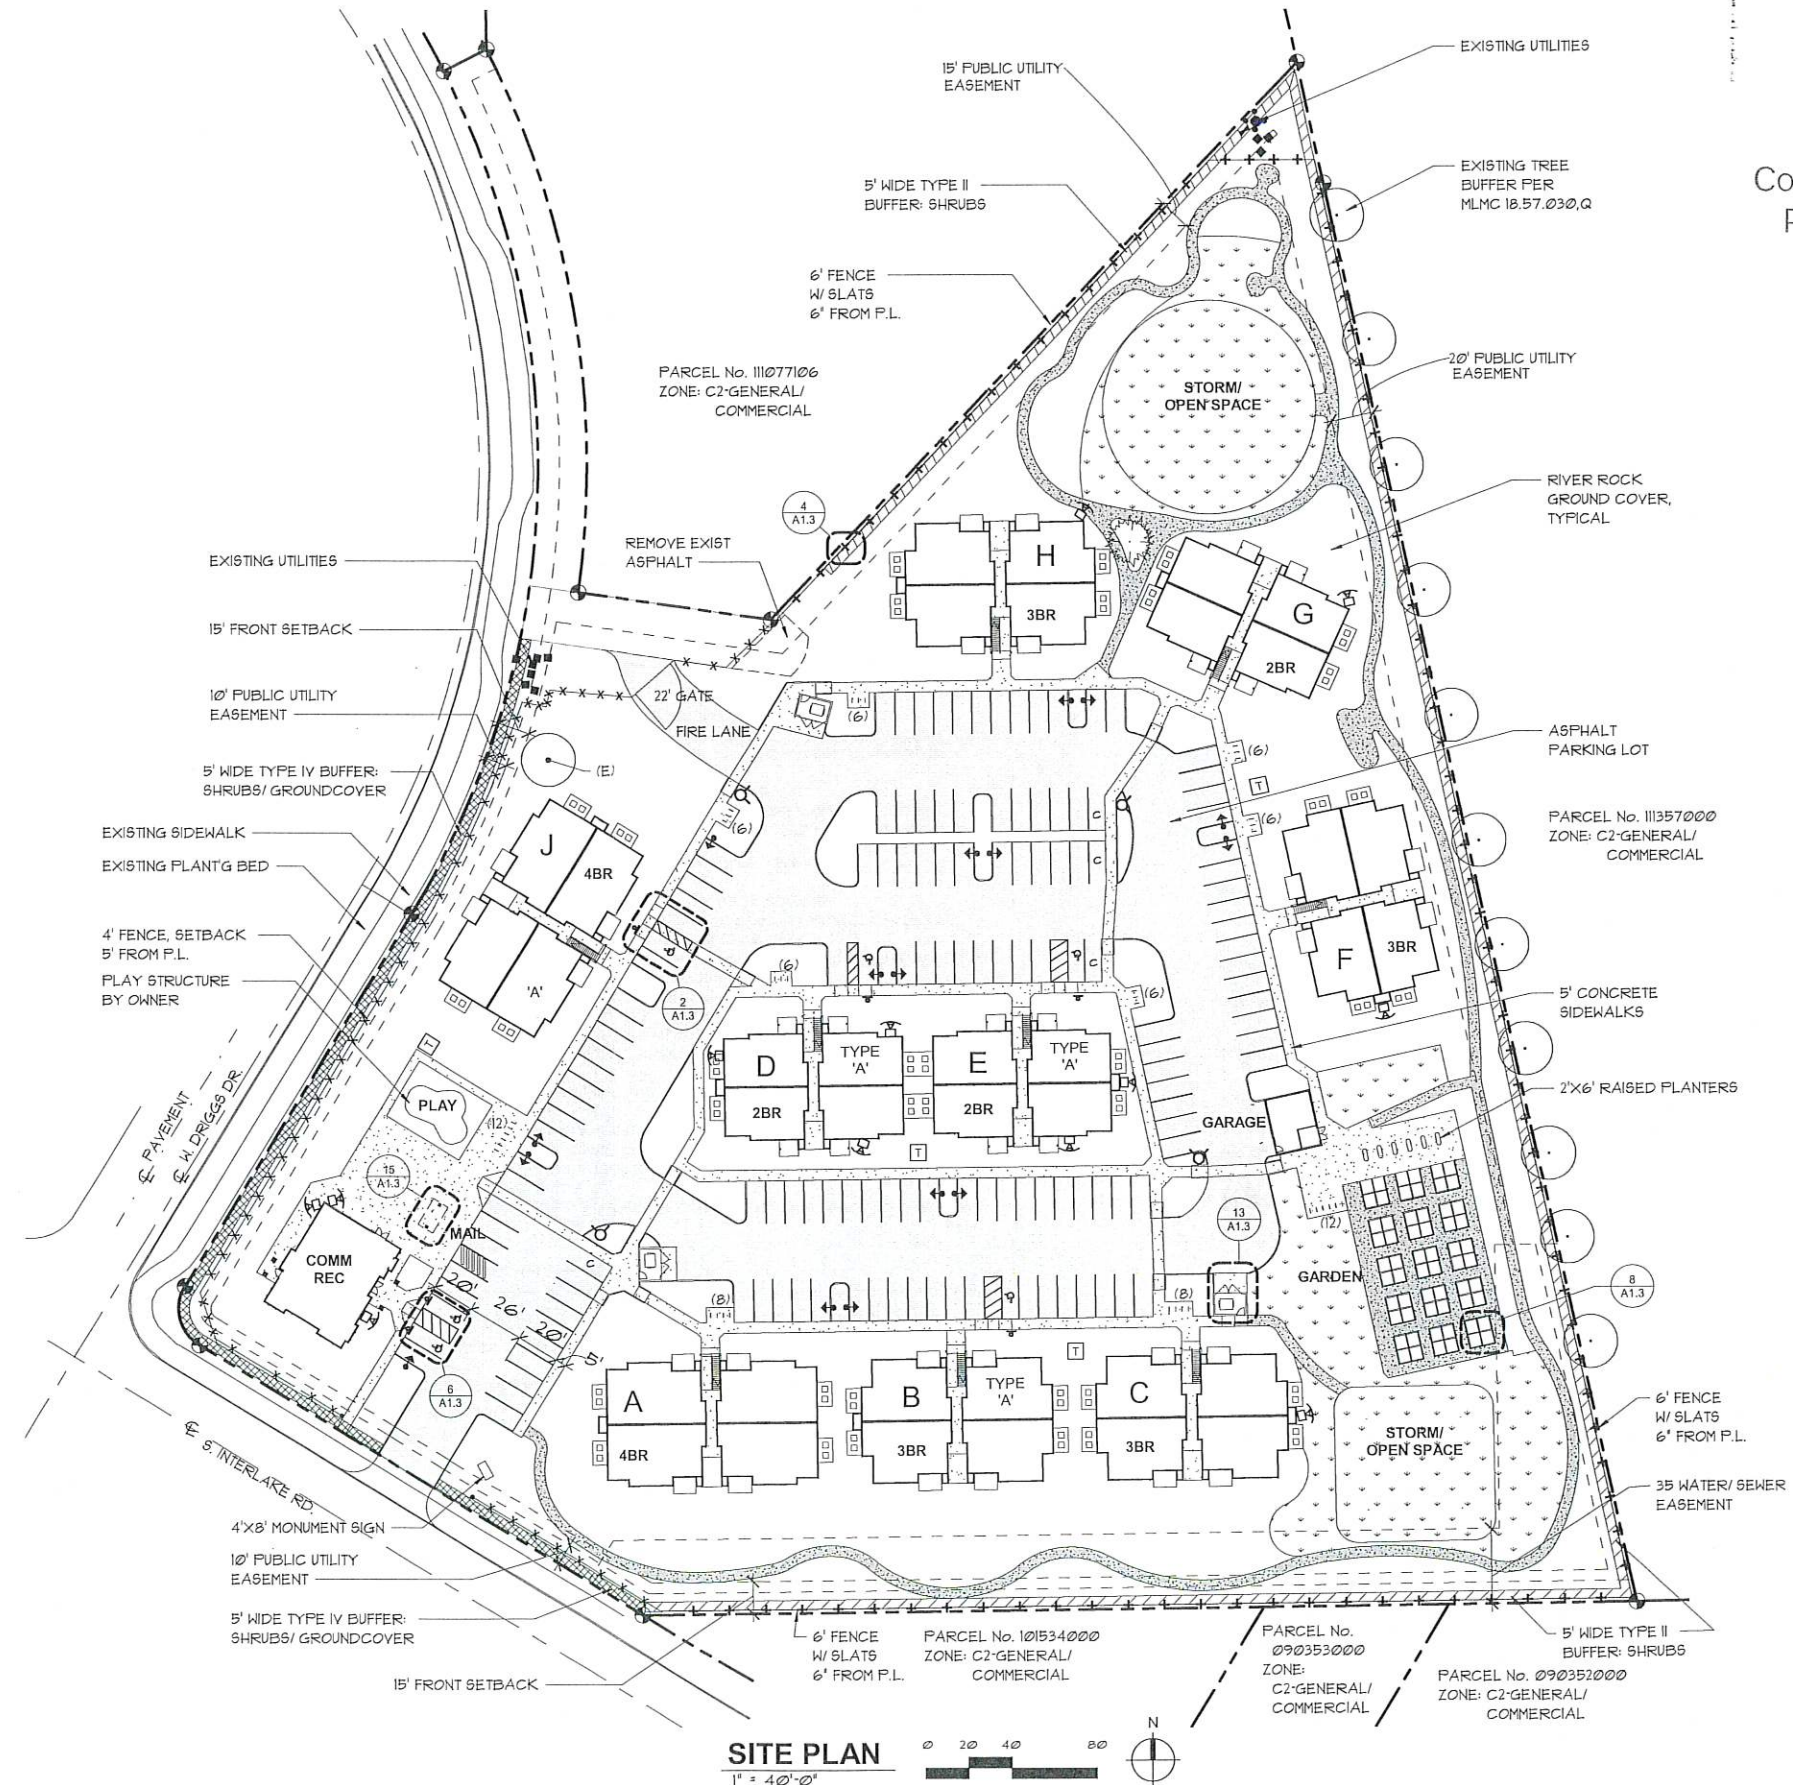 EXISTING UTILITIES
15' PUBLIC UTILITY
EASEMENT
EXISTING TREE
BUFFER PER
MLMC 18.57.030,Q
Co
5' WIDE TYPE II
BUFFER: SHRUBS
6' FENCE
W/ SLATS
6" FROM P.L.
20' PUBLIC UTILITY
EASEMENT
PARCEL No. 111077106
ZONE: C2-GENERAL/
COMMERCIAL
STORM/
OPEN SPACE
RIVER ROCK
GROUND COVER,
TYPICAL
4
A1.3
REMOVE EXIST
ASPHALT
EXISTING UTILITIES
H
3BR
G
2BR
15' FRONT SETBACK
10' PUBLIC UTILITY
EASEMENT
22' GATE
FIRE LANE
(6)
(6)
ASPHALT
PARKING LOT
5' WIDE TYPE IV BUFFER:
SHRUBS/ GROUNDCOVER
(E)
T
(6)
(6)
C
C
PARCEL No. 111357000
ZONE: C2-GENERAL/
COMMERCIAL
EXISTING SIDEWALK
EXISTING PLANT'G BED
J
4BR
'A'
4' FENCE, SETBACK
5' FROM P.L.
PLAY STRUCTURE
BY OWNER
F
3BR
(6)
C
(6)
2
A1.3
5' CONCRETE
SIDEWALKS
T
D
TYPE
'A'
2BR
E
TYPE
'A'
2BR
T
PLAY
(12)
GARAGE
2'X6' RAISED PLANTERS
℄ PAVEMENT
℄ W. DRIGGS DR.
15
A1.3
MAIL
COMM
REC
20'
26'
20'
5'
C
13
A1.3
(12)
GARDEN
8
A1.3
(8)
(8)
6
A1.3
T
A
4BR
B
TYPE
'A'
3BR
C
3BR
STORM/
OPEN SPACE
6' FENCE
W/ SLATS
6" FROM P.L.
35 WATER/ SEWER
EASEMENT
℄ S. INTERLAKE RD.
4'X8' MONUMENT SIGN
10' PUBLIC UTILITY
EASEMENT
5' WIDE TYPE IV BUFFER:
SHRUBS/ GROUNDCOVER
15' FRONT SETBACK
6' FENCE
W/ SLATS
6" FROM P.L.
PARCEL No. 101534000
ZONE: C2-GENERAL/
COMMERCIAL
PARCEL No.
090353000
ZONE:
C2-GENERAL/
COMMERCIAL
5' WIDE TYPE II
BUFFER: SHRUBS
PARCEL No. 090352000
ZONE: C2-GENERAL/
COMMERCIAL
SITE PLAN
1" = 40'-0"
0 20 40 80
N